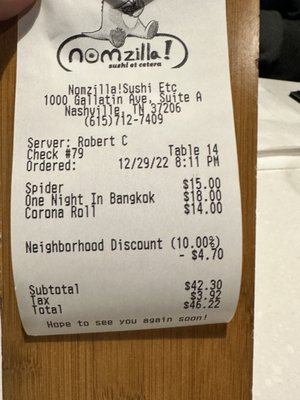 nomzilla!
sushi et cetera
Nomzilla!Sushi Etc
1000 Gallatin Ave, Suite A
Nashville, TN 37206
(615)712-7409
Server: Robert C
Check #79 Table 14
Ordered: 12/29/22 8:11 PM
Spider $15.00
One Night In Bangkok $18.00
Corona Roll $14.00
Neighborhood Discount (10.00%)
- $4.70
Subtotal $42.30
Tax $3.92
Total $46.22
Hope to see you again soon!